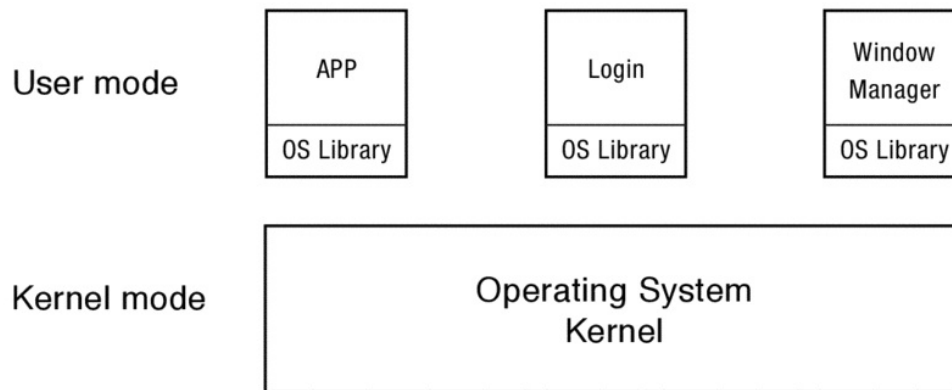 User mode
APP
OS Library
Login
OS Library
Window
Manager
OS Library
Kernel mode
Operating System
Kernel